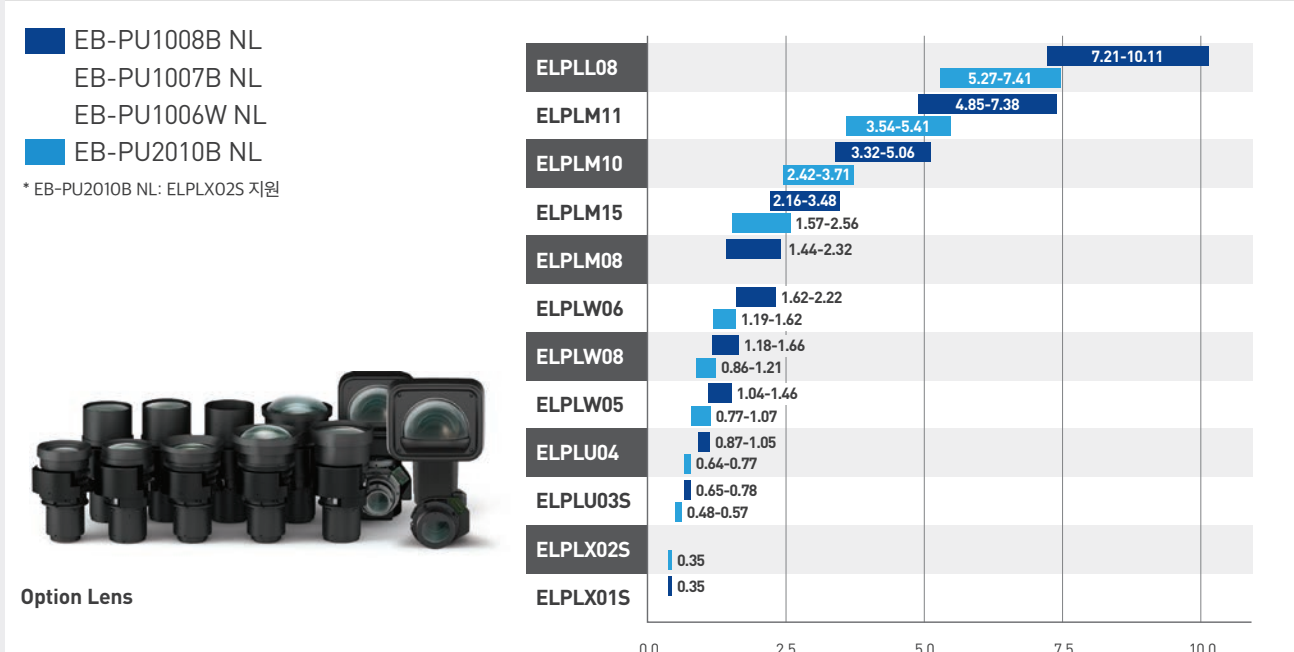 EB-PU1008B NL
EB-PU1007B NL
EB-PU1006W NL
EB-PU2010B NL
* EB-PU2010B NL: ELPLX02S 지원
Option Lens
ELPLL08
7.21-10.11
5.27-7.41
ELPLM11
4.85-7.38
3.54-5.41
ELPLM10
3.32-5.06
2.42-3.71
ELPLM15
2.16-3.48
1.57-2.56
ELPLM08
1.44-2.32
ELPLW06
1.62-2.22
1.19-1.62
ELPLW08
1.18-1.66
0.86-1.21
ELPLW05
1.04-1.46
0.77-1.07
ELPLU04
0.87-1.05
0.64-0.77
ELPLU03S
0.65-0.78
0.48-0.57
ELPLX02S
0.35
ELPLX01S
0.35
0.0 2.5 5.0 7.5 10.0